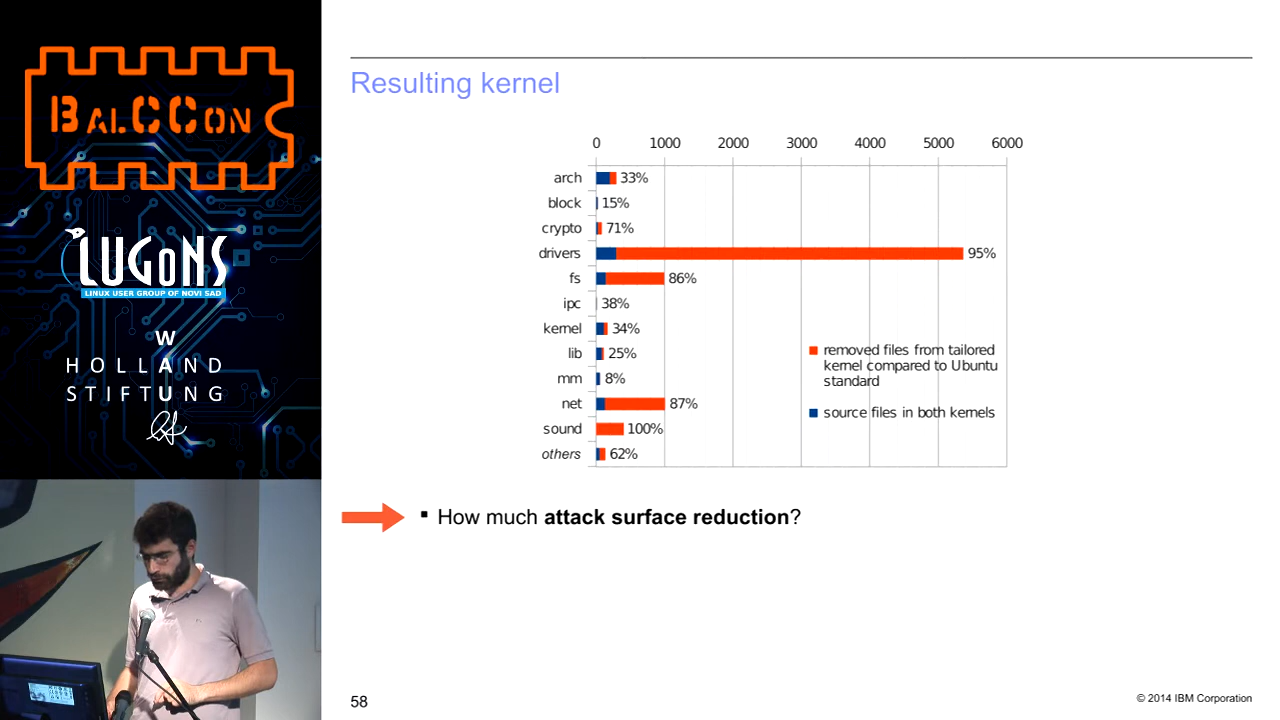 BALCCON
LUGONS
LINUX USER GROUP OF NOVI SAD
W
HOLLAND
STIFTUNG
Resulting kernel
0 1000 2000 3000 4000 5000 6000
arch 33%
block 15%
crypto 71%
drivers 95%
fs 86%
ipc 38%
kernel 34%
lib 25%
mm 8%
net 87%
sound 100%
others 62%
removed files from tailored
kernel compared to Ubuntu
standard
source files in both kernels
▪ How much attack surface reduction?
58
© 2014 IBM Corporation